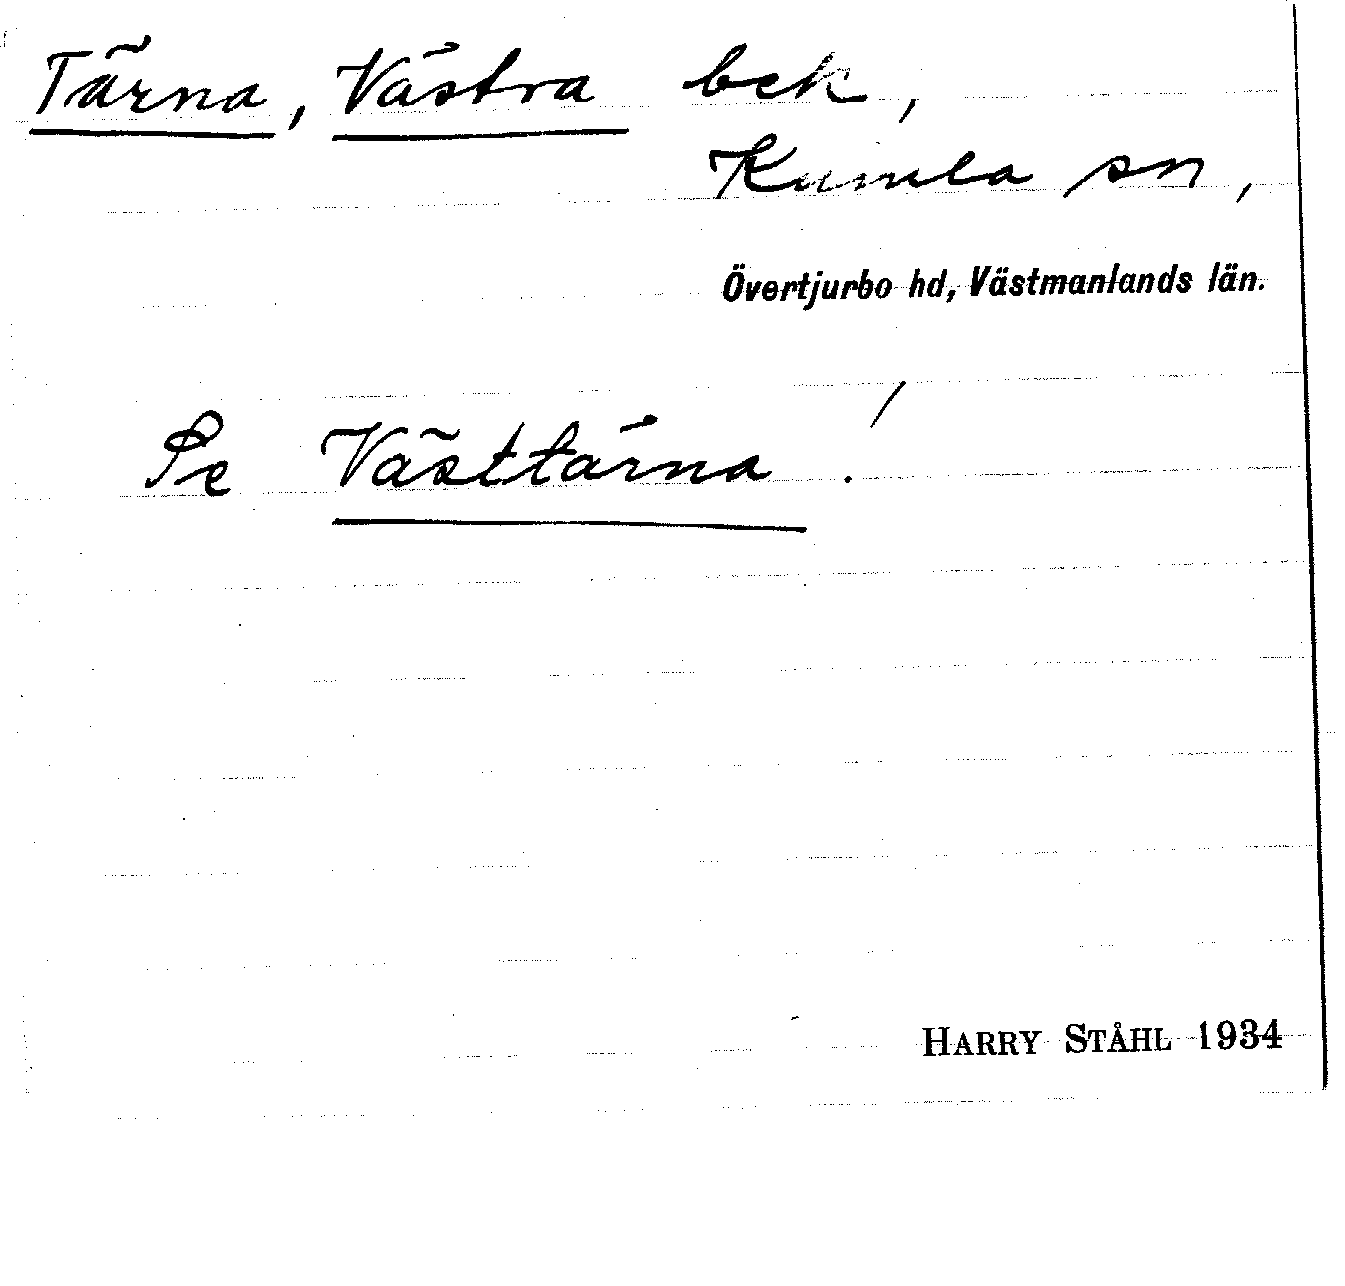 Tärna, Västra bek,
Kumla sn,
Övertjurbo hd, Västmanlands län.
Se Västtärna!
HARRY STÅHL 1934